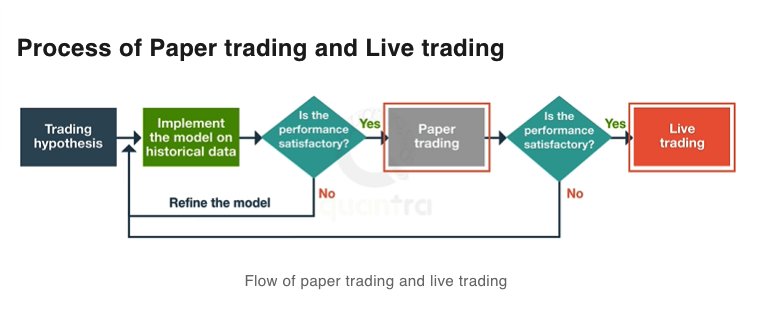 Process of Paper trading and Live trading
Trading
hypothesis
Implement
the model on
historical data
Is the
performance
satisfactory?
Yes
Paper
trading
Is the
performance
satisfactory?
Yes
Live
trading
No
Refine the model
No
quantra
Flow of paper trading and live trading